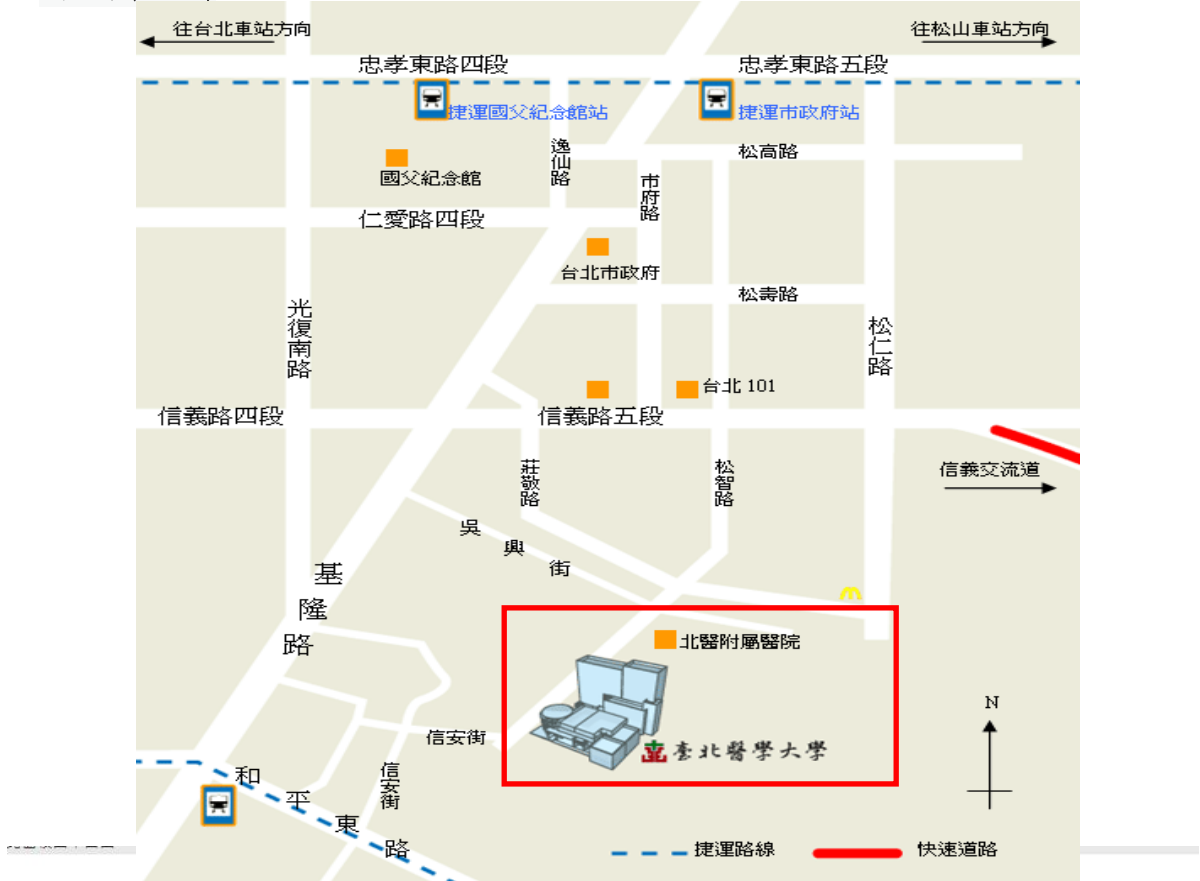 往台北車站方向
往松山車站方向
忠孝東路四段
忠孝東路五段
捷運國父紀念館站
捷運市政府站
逸仙路
松高路
國父紀念館
市府路
仁愛路四段
台北市政府
松壽路
光復南路
松仁路
台北 101
信義路四段
信義路五段
莊敬路
松智路
信義交流道
吳興街
基隆路
北醫附屬醫院
N
信安街
臺北醫學大學
信安街
和平東路
捷運路線
快速道路